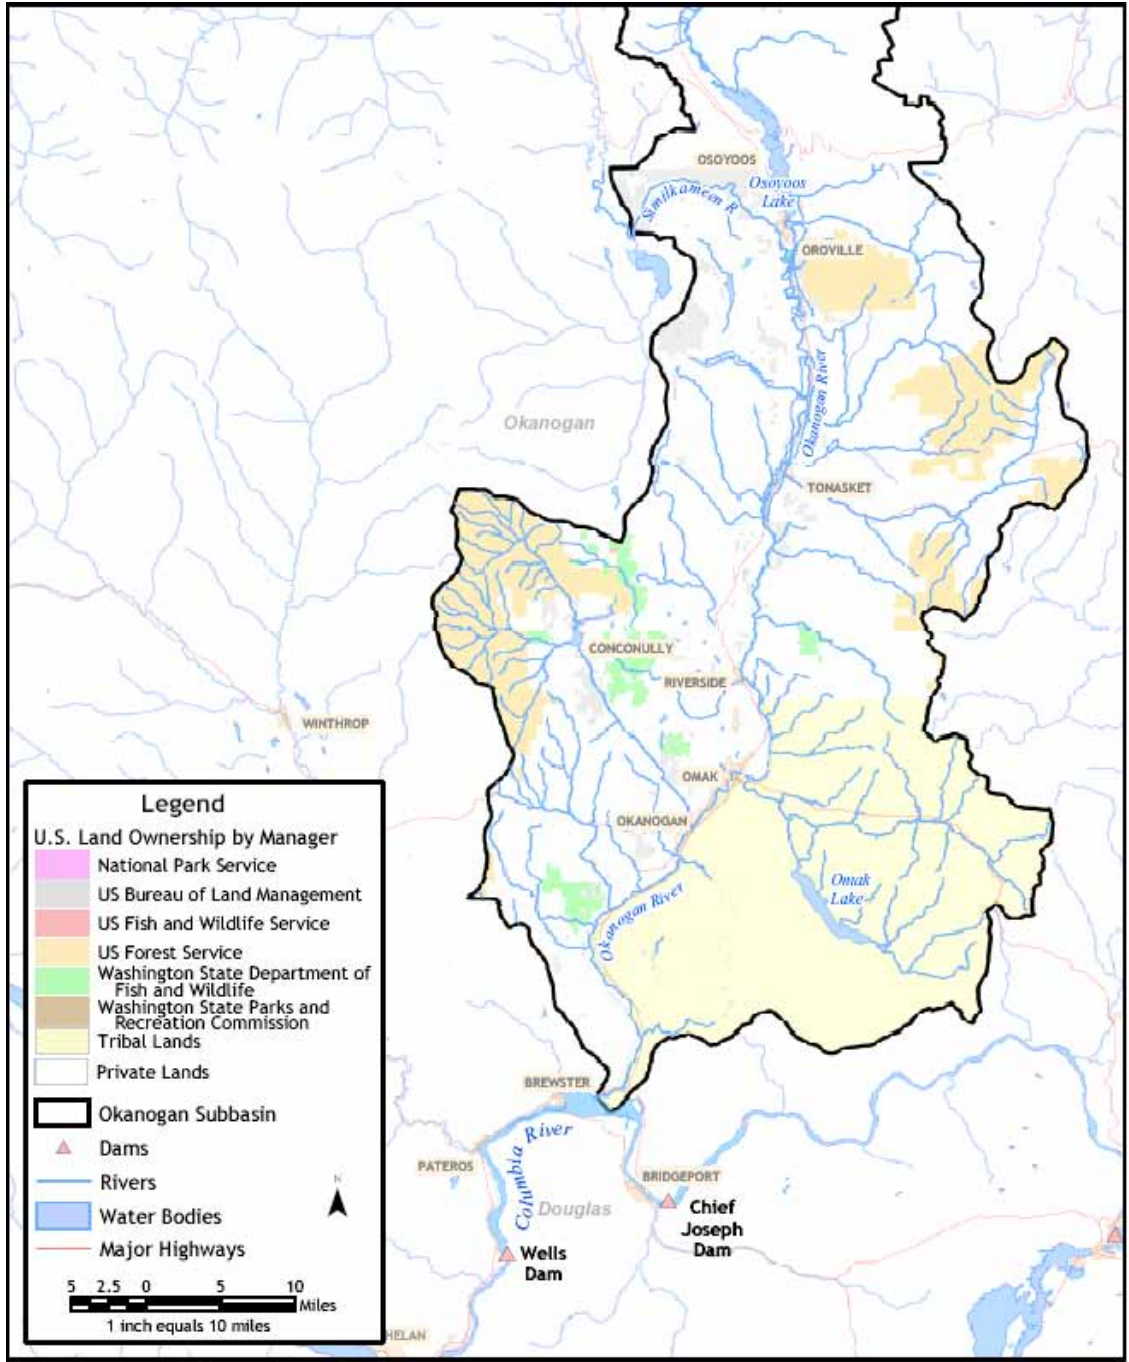 OSOYOOS
Osoyoos
Lake
Similkameen R
OROVILLE
Okanogan River
Okanogan
TONASKET
CONCONULLY
RIVERSIDE
WINTHROP
OMAK
OKANOGAN
Omak
Lake
Okanogan River
BREWSTER
Columbia River
PATEROS
BRIDGEPORT
Douglas
Chief
Joseph
Dam
Wells
Dam
HELAN
Legend
U.S. Land Ownership by Manager
National Park Service
US Bureau of Land Management
US Fish and Wildlife Service
US Forest Service
Washington State Department of
Fish and Wildlife
Washington State Parks and
Recreation Commission
Tribal Lands
Private Lands
Okanogan Subbasin
Dams
Rivers
N
Water Bodies
Major Highways
5 2.5 0 5 10
Miles
1 inch equals 10 miles